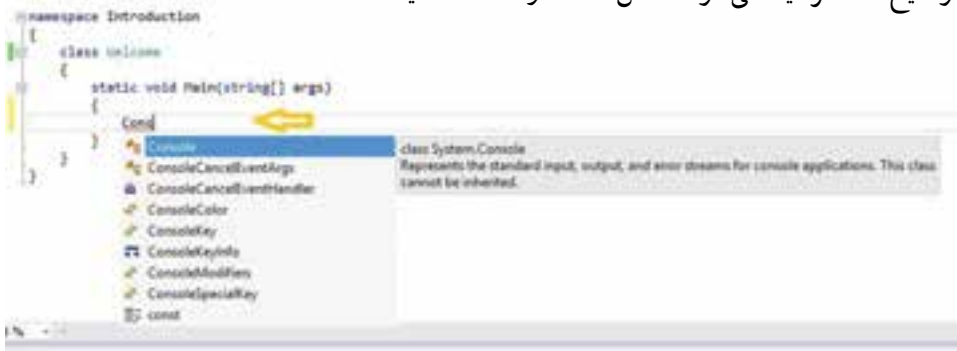 namespace Introduction
{
class Welcome
{
static void Main(string[] args)
{
Cons
}
}
}
Console
ConsoleCancelEventArgs
ConsoleCancelEventHandler
ConsoleColor
ConsoleKey
ConsoleKeyInfo
ConsoleModifiers
ConsoleSpecialKey
const
class System.Console
Represents the standard input, output, and error streams for console applications. This class
cannot be inherited.
%